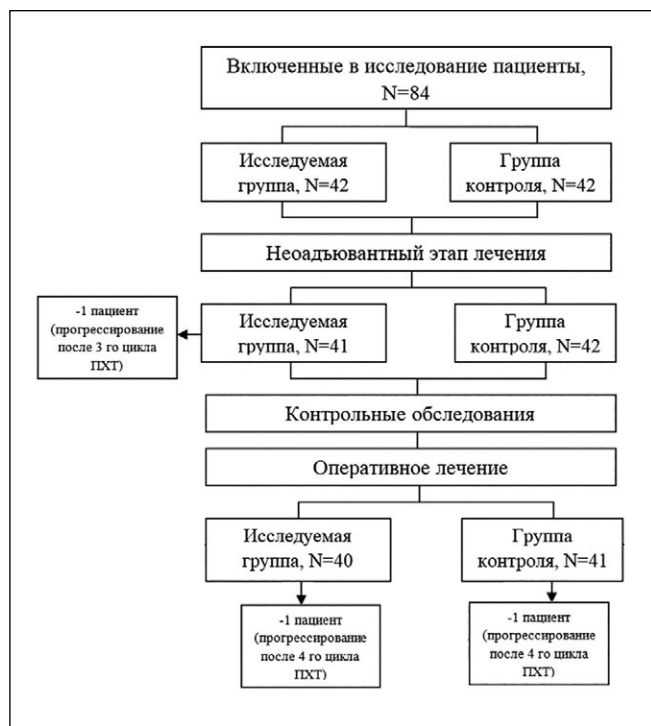 Включенные в исследование пациенты,
N=84
Исследуемая
группа, N=42
Группа
контроля, N=42
Неоадъювантный этап лечения
-1 пациент
(прогрессирование
после 3 го цикла
ПХТ)
Исследуемая
группа, N=41
Группа
контроля, N=42
Контрольные обследования
Оперативное лечение
Исследуемая
группа, N=40
Группа
контроля, N=41
-1 пациент
(прогрессирование
после 4 го цикла
ПХТ)
-1 пациент
(прогрессирование
после 4 го цикла
ПХТ)